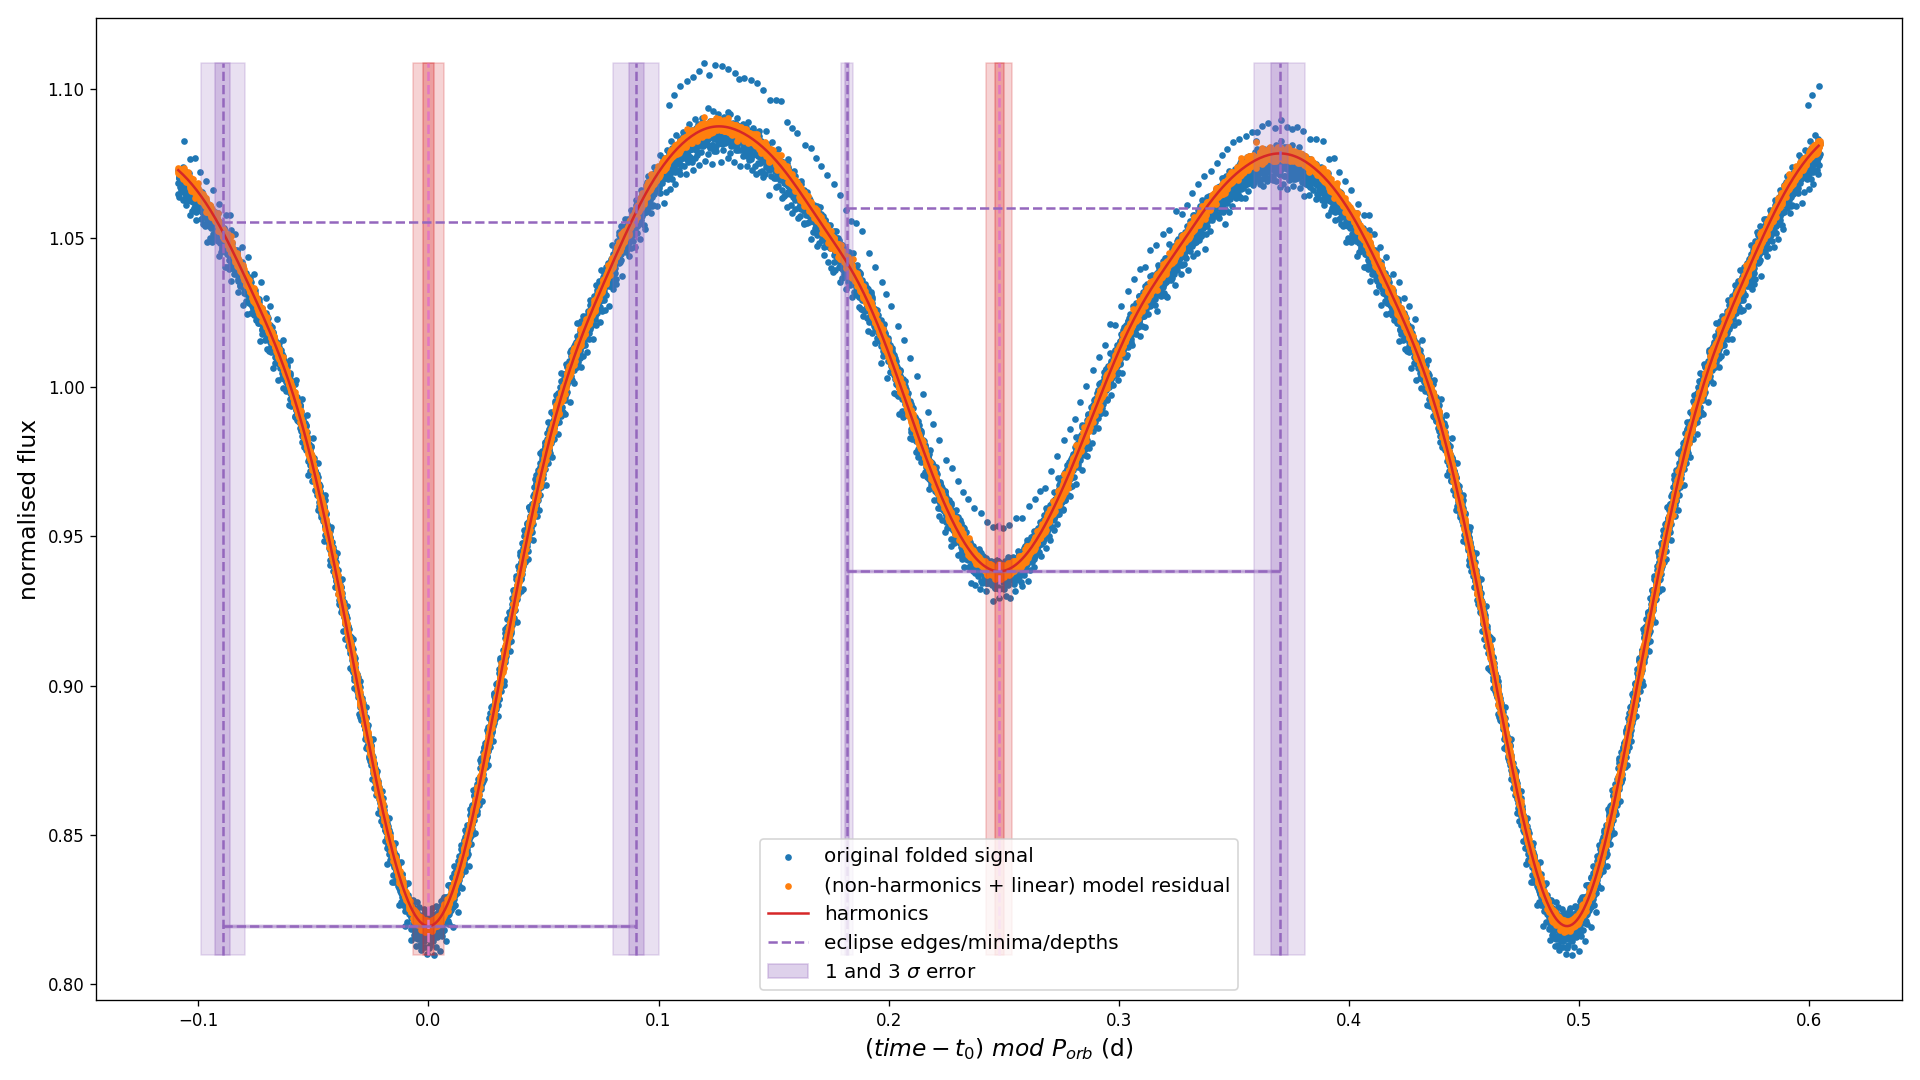 normalised flux
1.10
1.05
1.00
0.95
0.90
0.85
0.80
−0.1
0.0
0.1
0.2
0.3
0.4
0.5
0.6
(time − t₀) mod Pₒᵣb (d)
original folded signal
(non-harmonics + linear) model residual
harmonics
eclipse edges/minima/depths
1 and 3 σ error